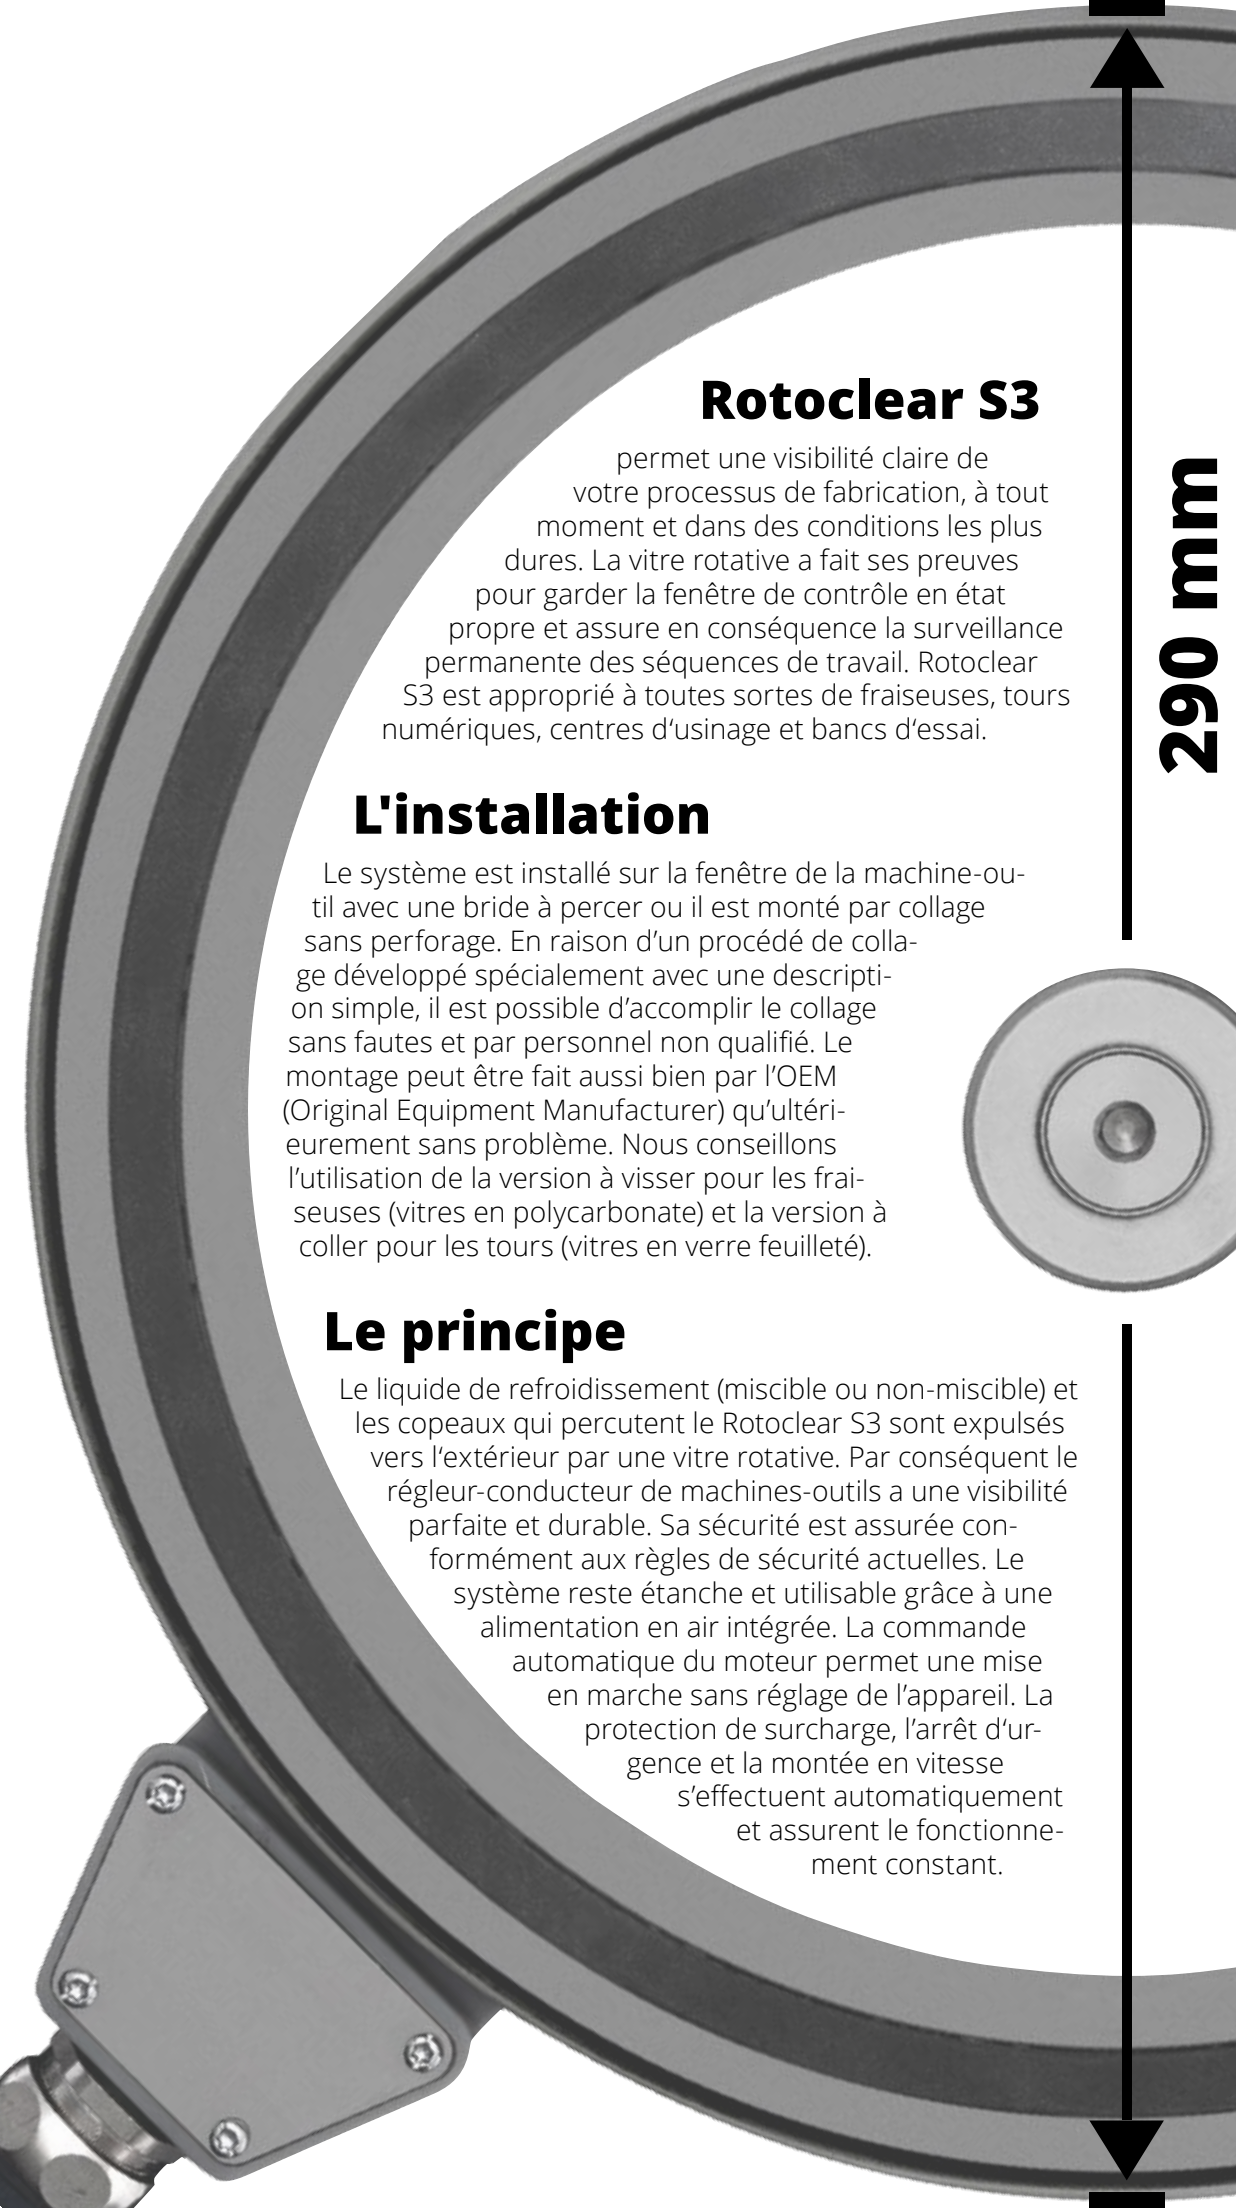 Rotoclear S3
permet une visibilité claire de
votre processus de fabrication, à tout
moment et dans des conditions les plus
dures. La vitre rotative a fait ses preuves
pour garder la fenêtre de contrôle en état
propre et assure en conséquence la surveillance
permanente des séquences de travail. Rotoclear
S3 est approprié à toutes sortes de fraiseuses, tours
numériques, centres d‘usinage et bancs d‘essai.
290 mm
L'installation
Le système est installé sur la fenêtre de la machine-ou-
til avec une bride à percer ou il est monté par collage
sans perforage. En raison d’un procédé de colla-
ge développé spécialement avec une descripti-
on simple, il est possible d’accomplir le collage
sans fautes et par personnel non qualifié. Le
montage peut être fait aussi bien par l’OEM
(Original Equipment Manufacturer) qu’ultéri-
eurement sans problème. Nous conseillons
l’utilisation de la version à visser pour les frai-
seuses (vitres en polycarbonate) et la version à
coller pour les tours (vitres en verre feuilleté).
Le principe
Le liquide de refroidissement (miscible ou non-miscible) et
les copeaux qui percutent le Rotoclear S3 sont expulsés
vers l‘extérieur par une vitre rotative. Par conséquent le
régleur-conducteur de machines-outils a une visibilité
parfaite et durable. Sa sécurité est assurée con-
formément aux règles de sécurité actuelles. Le
système reste étanche et utilisable grâce à une
alimentation en air intégrée. La commande
automatique du moteur permet une mise
en marche sans réglage de l’appareil. La
protection de surcharge, l’arrêt d‘ur-
gence et la montée en vitesse
s’effectuent automatiquement
et assurent le fonctionne-
ment constant.